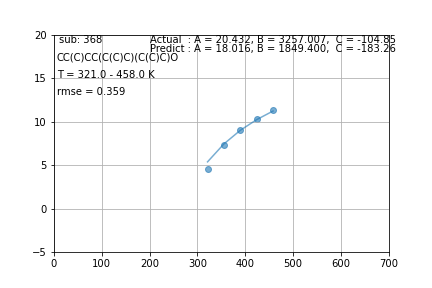 sub: 368
Actual : A = 20.432, B = 3257.007, C = -104.85
Predict : A = 18.016, B = 1849.400, C = -183.26
CC(C)CC(C(C)C)(C(C)C)O
T = 321.0 - 458.0 K
rmse = 0.359
20
15
10
5
0
−5
0 100 200 300 400 500 600 700